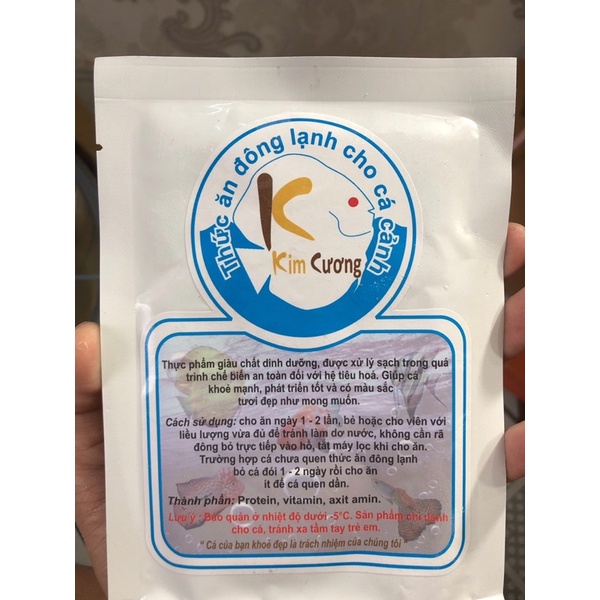 Thức ăn đông lạnh cho cá cảnh
K
Kim Cương
Thực phẩm giàu chất dinh dưỡng, được xử lý sạch trong quá
trình chế biến an toàn đối với hệ tiêu hoá. Giúp cá
khoẻ mạnh, phát triển tốt và có màu sắc
tươi đẹp như mong muốn.
Cách sử dụng: cho ăn ngày 1 - 2 lần, bẻ hoặc cho viên với
liều lượng vừa đủ để tránh làm dơ nước, không cần rã
đông bỏ trực tiếp vào hồ, tắt máy lọc khi cho ăn.
Trường hợp cá chưa quen thức ăn đông lạnh
bỏ cá đói 1 - 2 ngày rồi cho ăn
ít để cá quen dần.
Thành phần: Protein, vitamin, axit amin.
Lưu ý : Bảo quản ở nhiệt độ dưới -5°C. Sản phẩm chỉ dành
cho cá, tránh xa tầm tay trẻ em.
" Cá của bạn khoẻ đẹp là trách nhiệm của chúng tôi "